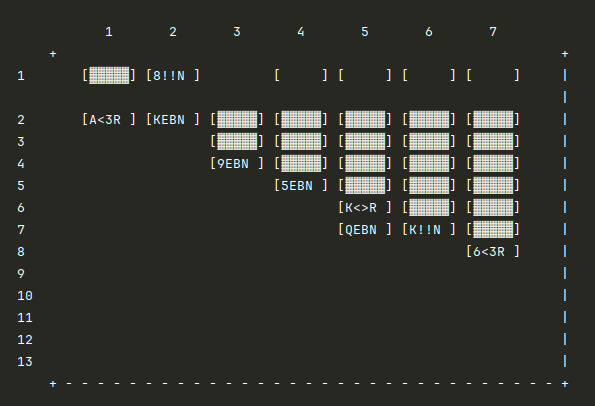 1 2 3 4 5 6 7
+ +
1 [▒▒▒▒▒] [8!!N ] [ ] [ ] [ ] [ ] |
|
2 [A<3R ] [KEBN ] [▒▒▒▒▒] [▒▒▒▒▒] [▒▒▒▒▒] [▒▒▒▒▒] [▒▒▒▒▒] |
3 [▒▒▒▒▒] [▒▒▒▒▒] [▒▒▒▒▒] [▒▒▒▒▒] [▒▒▒▒▒] |
4 [9EBN ] [▒▒▒▒▒] [▒▒▒▒▒] [▒▒▒▒▒] [▒▒▒▒▒] |
5 [5EBN ] [▒▒▒▒▒] [▒▒▒▒▒] [▒▒▒▒▒] |
6 [K<>R ] [▒▒▒▒▒] [▒▒▒▒▒] |
7 [QEBN ] [K!!N ] [▒▒▒▒▒] |
8 [6<3R ] |
9 |
10 |
11 |
12 |
13 |
+ - - - - - - - - - - - - - - - - - - - - - - - - - - - - - - - +